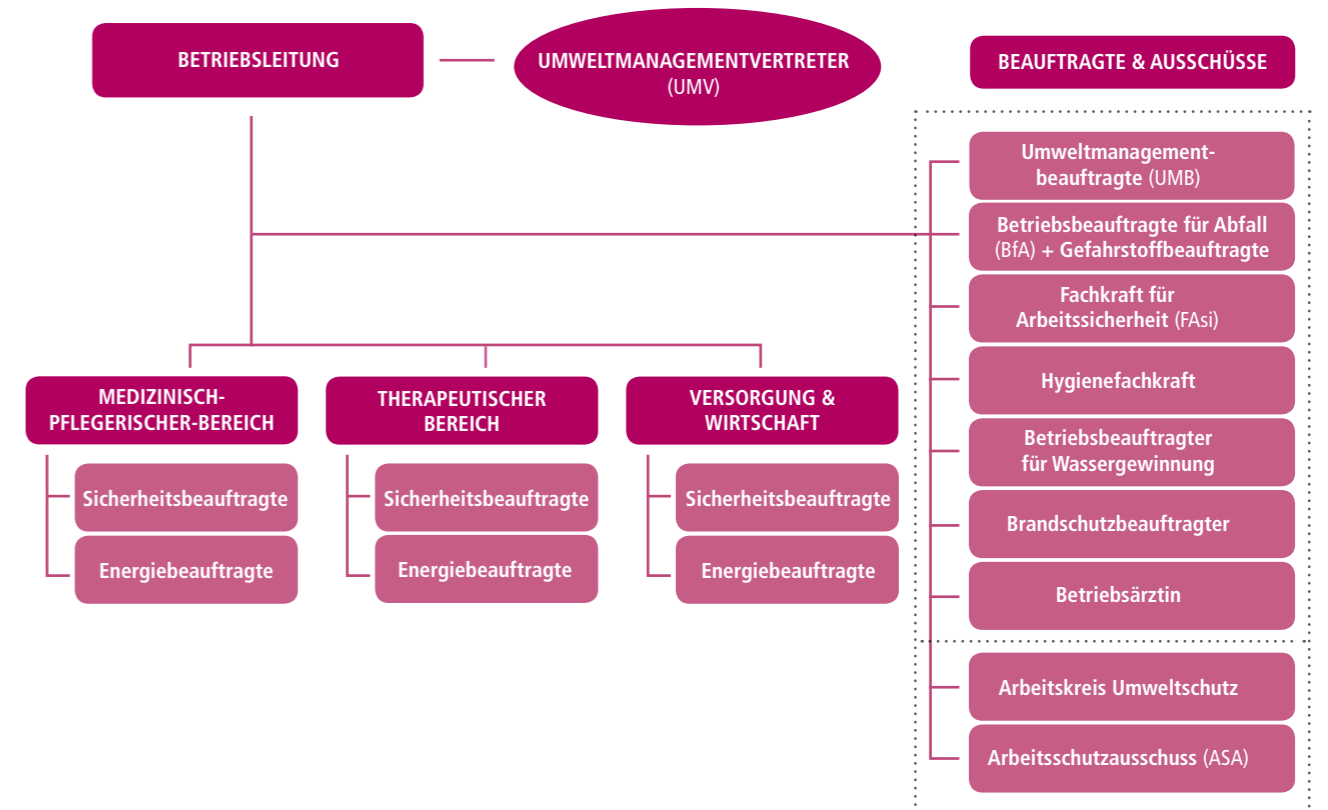 BETRIEBSLEITUNG
UMWELTMANAGEMENTVERTRETER
(UMV)
BEAUFTRAGTE & AUSSCHÜSSE
Umweltmanagement-
beauftragte (UMB)
Betriebsbeauftragte für Abfall
(BfA) + Gefahrstoffbeauftragte
Fachkraft für
Arbeitssicherheit (FAsi)
Hygienefachkraft
Betriebsbeauftragter
für Wassergewinnung
Brandschutzbeauftragter
Betriebsärztin
Arbeitskreis Umweltschutz
Arbeitsschutzausschuss (ASA)
MEDIZINISCH-
PFLEGERISCHER-BEREICH
Sicherheitsbeauftragte
Energiebeauftragte
THERAPEUTISCHER
BEREICH
Sicherheitsbeauftragte
Energiebeauftragte
VERSORGUNG &
WIRTSCHAFT
Sicherheitsbeauftragte
Energiebeauftragte